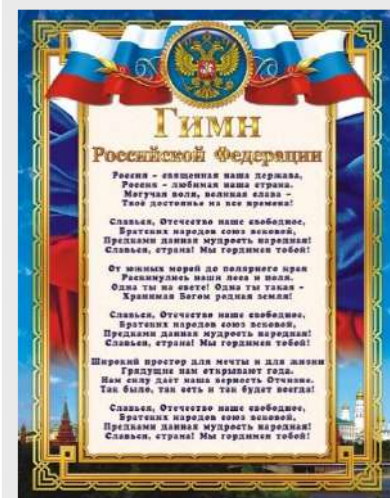 Гимн
Российской Федерации
Россия – священная наша держава,
Россия – любимая наша страна.
Могучая воля, великая слава –
Твоё достоянье на все времена!
Славься, Отечество наше свободное,
Братских народов союз вековой,
Предками данная мудрость народная!
Славься, страна! Мы гордимся тобой!
От южных морей до полярного края
Раскинулись наши леса и поля.
Одна ты на свете! Одна ты такая –
Хранимая Богом родная земля!
Славься, Отечество наше свободное,
Братских народов союз вековой,
Предками данная мудрость народная!
Славься, страна! Мы гордимся тобой!
Широкий простор для мечты и для жизни
Грядущие нам открывают года.
Нам силу даёт наша верность Отчизне.
Так было, так есть и так будет всегда!
Славься, Отечество наше свободное,
Братских народов союз вековой,
Предками данная мудрость народная!
Славься, страна! Мы гордимся тобой!